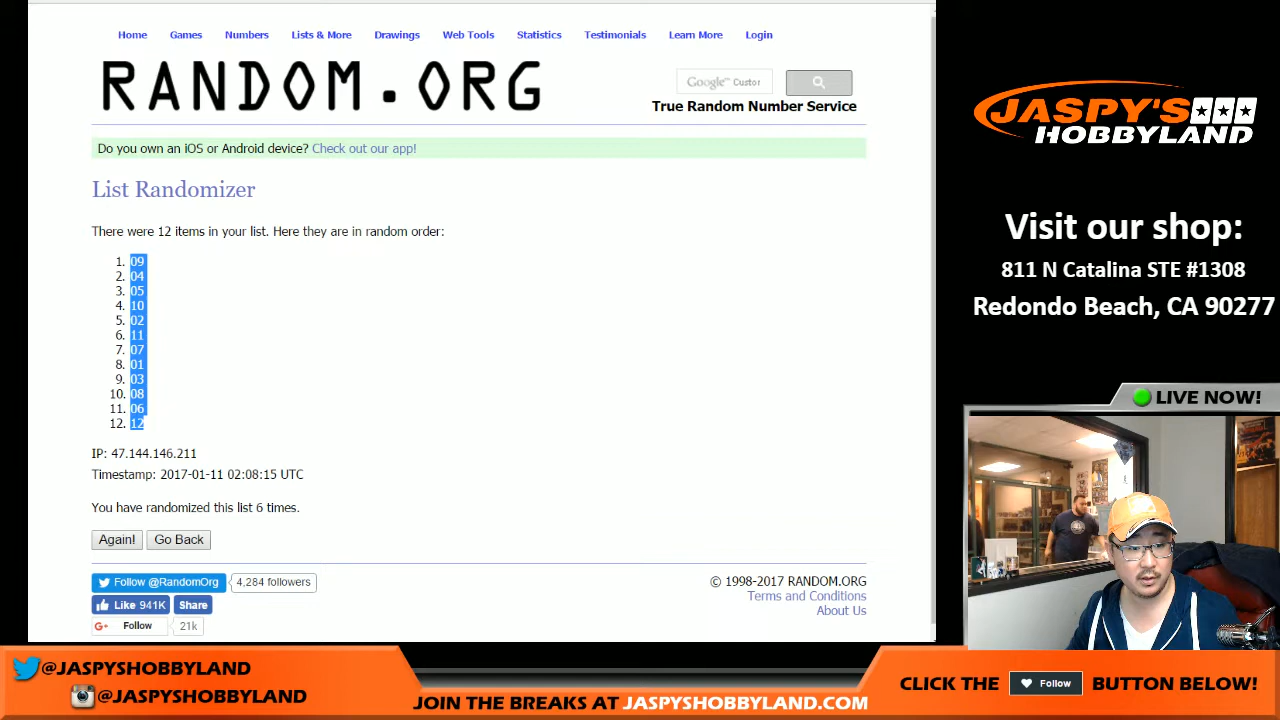 Home Games Numbers Lists & More Drawings Web Tools Statistics Testimonials Learn More Login
RANDOM.ORG
Google™ Custor
True Random Number Service
Do you own an iOS or Android device? Check out our app!
List Randomizer
There were 12 items in your list. Here they are in random order:
1. 09
2. 04
3. 05
4. 10
5. 02
6. 11
7. 07
8. 01
9. 03
10. 08
11. 06
12. 12
IP: 47.144.146.211
Timestamp: 2017-01-11 02:08:15 UTC
You have randomized this list 6 times.
Again! Go Back
Follow @RandomOrg 4,284 followers
Like 941K Share
G+ Follow 21k
© 1998-2017 RANDOM.ORG
Terms and Conditions
About Us
JASPY'S
HOBBYLAND
Visit our shop:
811 N Catalina STE #1308
Redondo Beach, CA 90277
LIVE NOW!
@JASPYSHOBBYLAND
@JASPYSHOBBYLAND
JOIN THE BREAKS AT JASPYSHOBBYLAND.COM
CLICK THE Follow BUTTON BELOW!